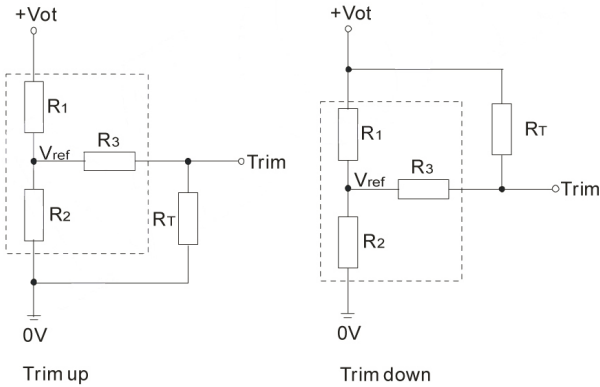 +Vot
R1
R3
Vref
Trim
R2
RT
0V
Trim up
+Vot
R1
RT
R3
Vref
Trim
R2
0V
Trim down